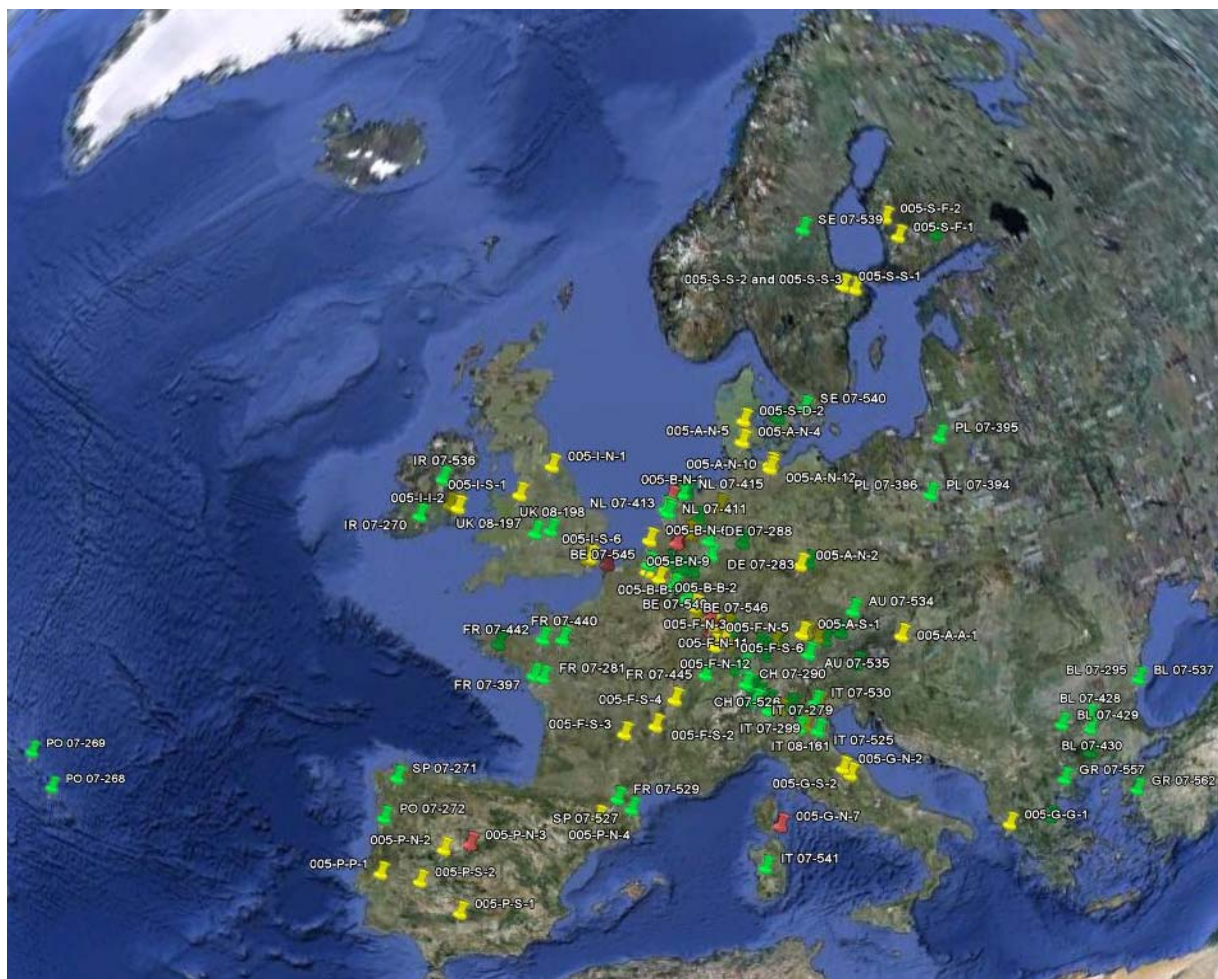 005-S-F-2
SE 07-539
005-S-F-1
005-S-S-2 and 005-S-S-3
005-S-S-1
SE 07-540
005-S-D-2
005-A-N-5
005-A-N-4
PL 07-395
IR 07-536
005-I-N-1
005-A-N-10
005-A-N-12
005-I-S-1
NL 07-415
PL 07-396
PL 07-394
005-I-I-2
NL 07-413
UK 08-198
NL 07-411
IR 07-270
UK 08-197
005-I-S-6
DE 07-288
BE 07-545
005-B-N-9
005-A-N-2
DE 07-283
005-B-B-2
BE 07-546
AU 07-534
FR 07-440
FR 07-442
005-F-N-3
005-F-N-5
005-A-S-1
005-A-A-1
005-F-N-11
005-F-S-6
005-F-N-12
AU 07-535
FR 07-281
FR 07-445
CH 07-290
BL 07-295
BL 07-537
FR 07-397
005-F-S-4
CH 07-526
IT 07-530
BL 07-428
IT 07-279
BL 07-429
005-F-S-3
IT 07-299
005-F-S-2
IT 07-525
PO 07-269
IT 08-161
BL 07-430
005-G-N-2
SP 07-271
GR 07-557
PO 07-268
005-G-S-2
GR 07-562
FR 07-529
PO 07-272
SP 07-527
005-G-N-7
005-G-G-1
005-P-N-2
005-P-N-3
005-P-N-4
005-P-P-1
005-P-S-2
IT 07-541
005-P-S-1